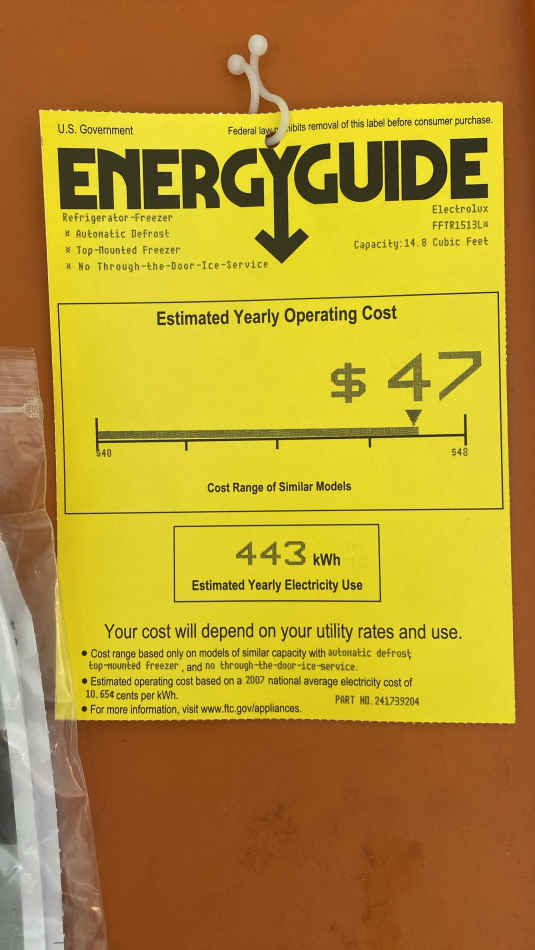 U.S. Government
Federal law prohibits removal of this label before consumer purchase.
ENERGYGUIDE
Refrigerator-Freezer
¤ Automatic Defrost
¤ Top-Mounted Freezer
¤ No Through-the-Door-Ice-Service
Electrolux
FFTR1513L¤
Capacity:14.8 Cubic Feet
Estimated Yearly Operating Cost
$ 47
$40
$48
Cost Range of Similar Models
443 kWh
Estimated Yearly Electricity Use
Your cost will depend on your utility rates and use.
● Cost range based only on models of similar capacity with automatic defrost,
top-mounted freezer , and no through-the-door-ice-service.
● Estimated operating cost based on a 2007 national average electricity cost of
10.65¢ cents per kWh.
● For more information, visit www.ftc.gov/appliances.
PART NO. 241739204